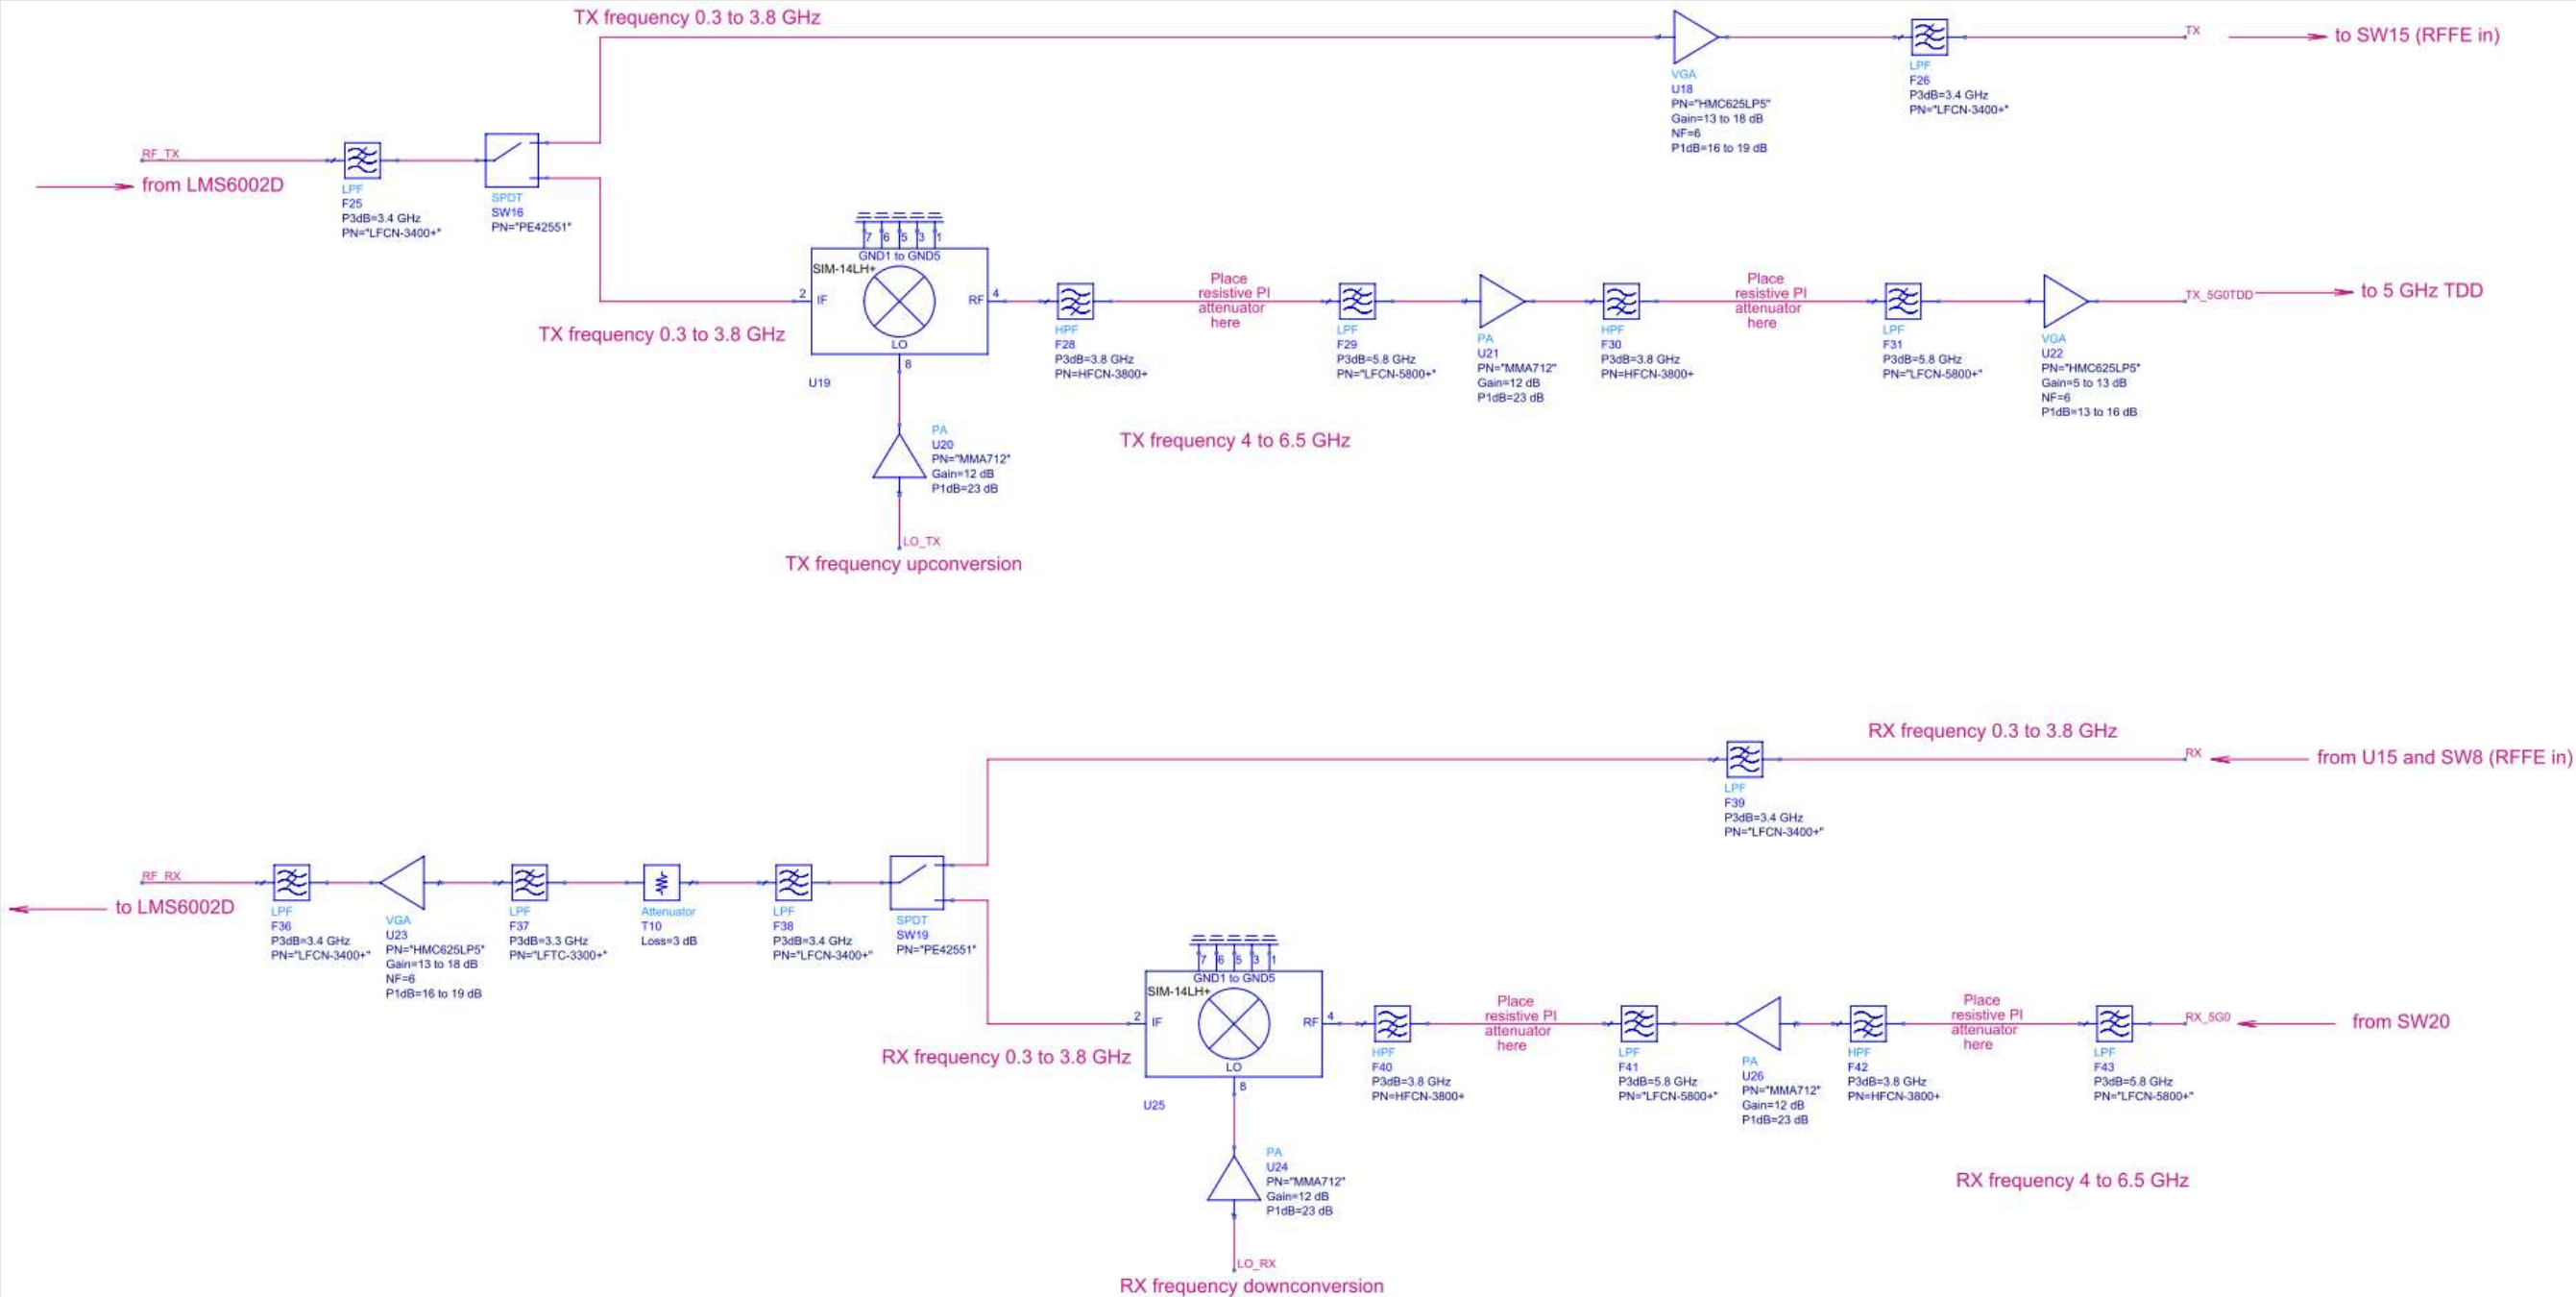 TX frequency 0.3 to 3.8 GHz
TX
to SW15 (RFFE in)
VGA
U18
PN="HMC625LP5"
Gain=13 to 18 dB
NF=6
P1dB=16 to 19 dB
LPF
F26
P3dB=3.4 GHz
PN="LFCN-3400+"
RF_TX
from LMS6002D
LPF
F25
P3dB=3.4 GHz
PN="LFCN-3400+"
SPDT
SW16
PN="PE42551"
TX frequency 0.3 to 3.8 GHz
7 6 5 3 1
GND1 to GND5
SIM-14LH+
2
IF
RF
4
LO
8
U19
HPF
F28
P3dB=3.8 GHz
PN=HFCN-3800+
Place
resistive PI
attenuator
here
LPF
F29
P3dB=5.8 GHz
PN="LFCN-5800+"
PA
U21
PN="MMA712"
Gain=12 dB
P1dB=23 dB
HPF
F30
P3dB=3.8 GHz
PN=HFCN-3800+
Place
resistive PI
attenuator
here
LPF
F31
P3dB=5.8 GHz
PN="LFCN-5800+"
VGA
U22
PN="HMC625LP5"
Gain=5 to 13 dB
NF=6
P1dB=13 to 16 dB
TX_5G0TDD
to 5 GHz TDD
TX frequency 4 to 6.5 GHz
PA
U20
PN="MMA712"
Gain=12 dB
P1dB=23 dB
LO_TX
TX frequency upconversion
RX frequency 0.3 to 3.8 GHz
RX
from U15 and SW8 (RFFE in)
LPF
F39
P3dB=3.4 GHz
PN="LFCN-3400+"
RF_RX
to LMS6002D
LPF
F36
P3dB=3.4 GHz
PN="LFCN-3400+"
VGA
U23
PN="HMC625LP5"
Gain=13 to 18 dB
NF=6
P1dB=16 to 19 dB
LPF
F37
P3dB=3.3 GHz
PN="LFTC-3300+"
Attenuator
T10
Loss=3 dB
LPF
F38
P3dB=3.4 GHz
PN="LFCN-3400+"
SPDT
SW19
PN="PE42551"
RX frequency 0.3 to 3.8 GHz
7 6 5 3 1
GND1 to GND5
SIM-14LH+
2
IF
RF
4
LO
8
U25
HPF
F40
P3dB=3.8 GHz
PN=HFCN-3800+
Place
resistive PI
attenuator
here
LPF
F41
P3dB=5.8 GHz
PN="LFCN-5800+"
PA
U26
PN="MMA712"
Gain=12 dB
P1dB=23 dB
HPF
F42
P3dB=3.8 GHz
PN=HFCN-3800+
Place
resistive PI
attenuator
here
LPF
F43
P3dB=5.8 GHz
PN="LFCN-5800+"
RX_5G0
from SW20
RX frequency 4 to 6.5 GHz
PA
U24
PN="MMA712"
Gain=12 dB
P1dB=23 dB
LO_RX
RX frequency downconversion